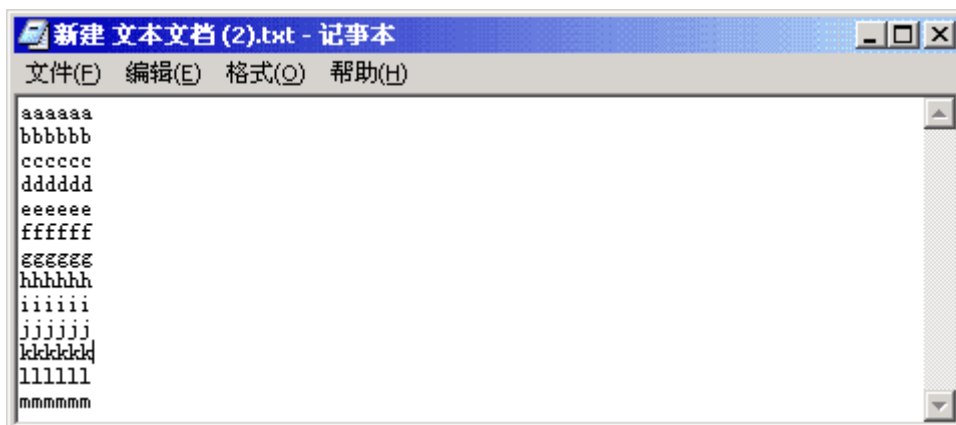 新建 文本文档 (2).txt - 记事本
文件(F) 编辑(E) 格式(O) 帮助(H)
aaaaaa
bbbbbb
cccccc
dddddd
eeeeee
ffffff
gggggg
hhhhhh
iiiiii
jjjjjj
kkkkkk
llllll
mmmmmm